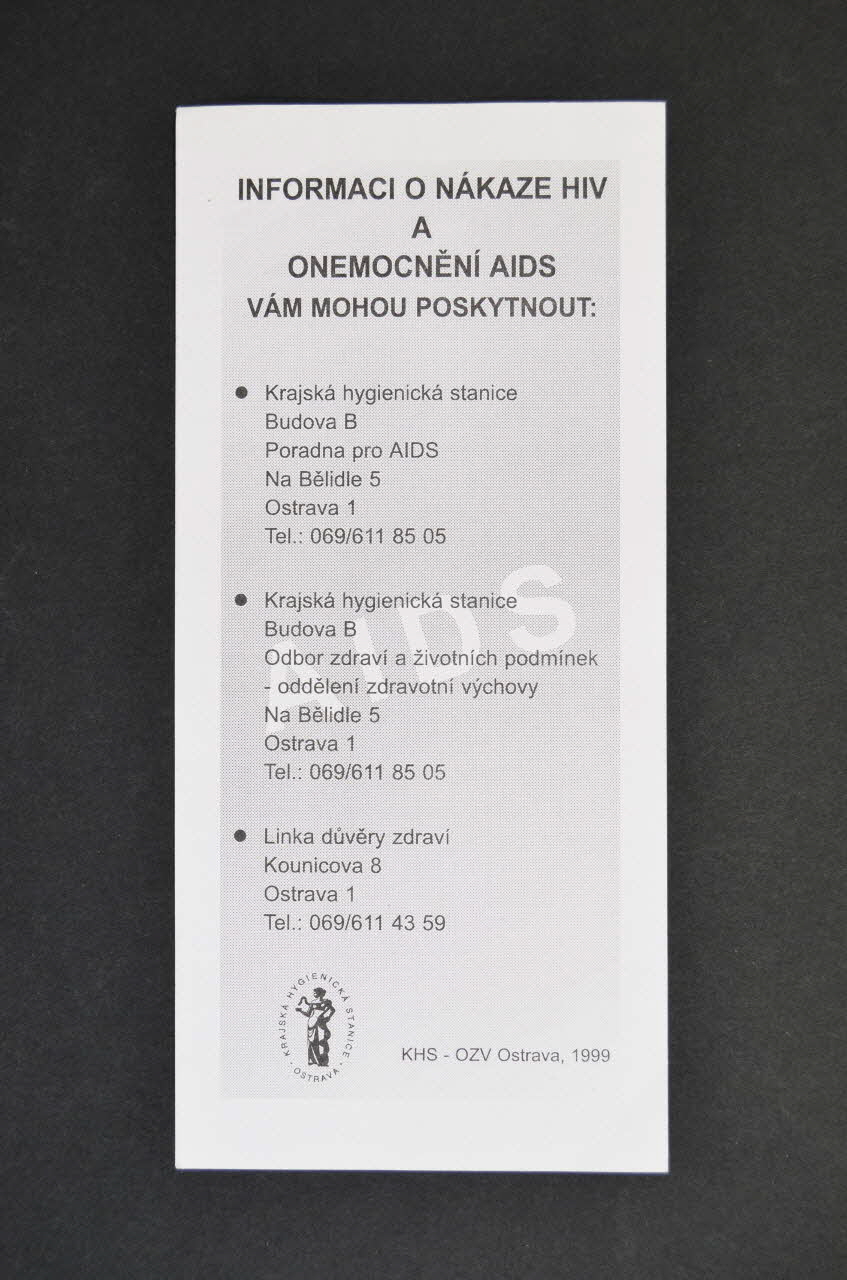 INFORMACI O NÁKAZE HIV
A
ONEMOCNĚNÍ AIDS
VÁM MOHOU POSKYTNOUT:
● Krajská hygienická stanice
Budova B
Poradna pro AIDS
Na Bělidle 5
Ostrava 1
Tel.: 069/611 85 05
● Krajská hygienická stanice
Budova B
Odbor zdraví a životních podmínek
- oddělení zdravotní výchovy
Na Bělidle 5
Ostrava 1
Tel.: 069/611 85 05
AIDS
● Linka důvěry zdraví
Kounicova 8
Ostrava 1
Tel.: 069/611 43 59
KRAJSKÁ HYGIENICKÁ STANICE · OSTRAVA ·
KHS - OZV Ostrava, 1999